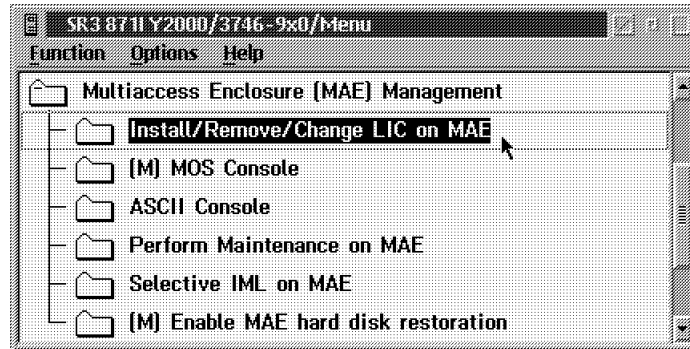 SR3 8711 Y2000/3746-9x0/Menu
Function Options Help
Multiaccess Enclosure (MAE) Management
Install/Remove/Change LIC on MAE
(M) MOS Console
ASCII Console
Perform Maintenance on MAE
Selective IML on MAE
(M) Enable MAE hard disk restoration